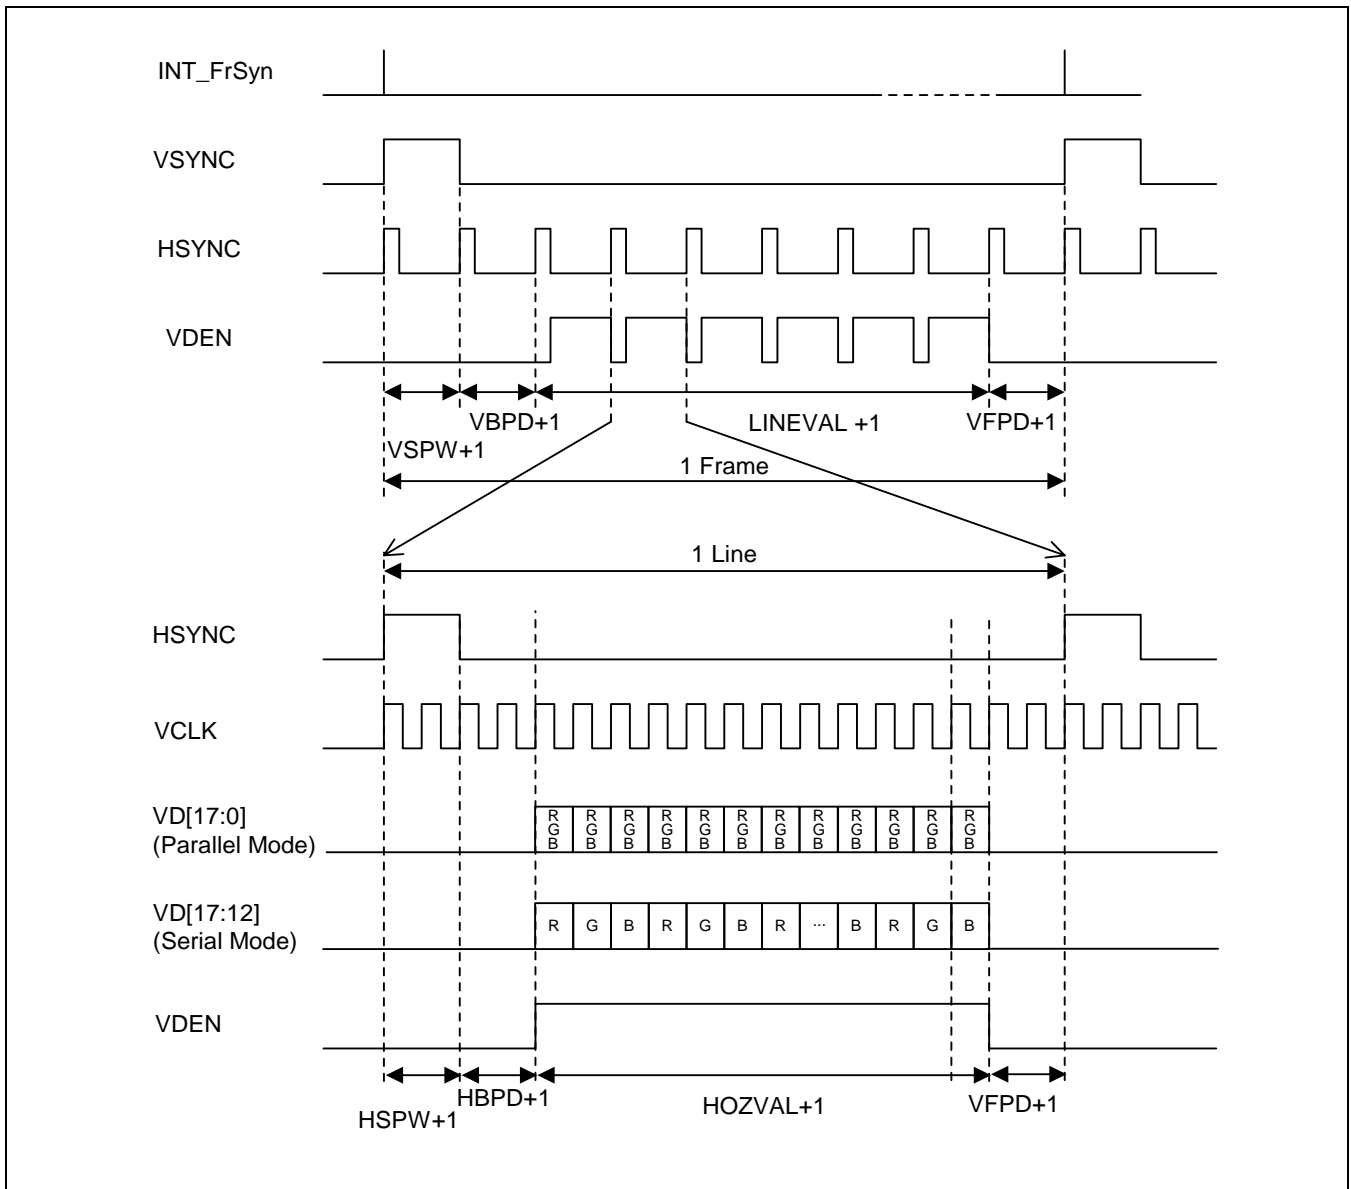 INT_FrSyn
VSYNC
HSYNC
VDEN
VBPD+1
LINEVAL +1
VFPD+1
VSPW+1
1 Frame
1 Line
HSYNC
VCLK
VD[17:0]
(Parallel Mode)
R R R R R R R R R R R R
G G G G G G G G G G G G
B B B B B B B B B B B B
VD[17:12]
(Serial Mode)
R G B R G B R ... B R G B
VDEN
HBPD+1
HOZVAL+1
VFPD+1
HSPW+1